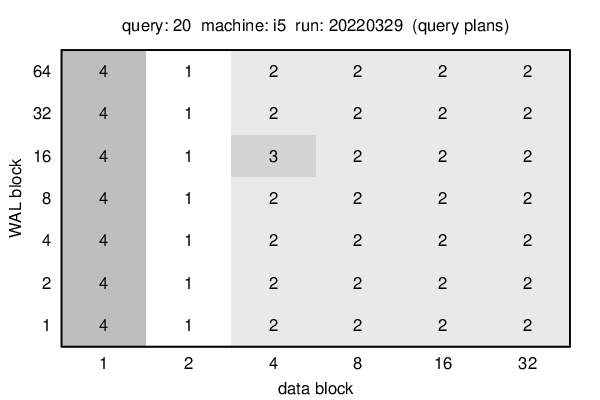 query: 20 machine: i5 run: 20220329 (query plans)
WAL block
64 4 1 2 2 2 2
32 4 1 2 2 2 2
16 4 1 3 2 2 2
8 4 1 2 2 2 2
4 4 1 2 2 2 2
2 4 1 2 2 2 2
1 4 1 2 2 2 2
1 2 4 8 16 32
data block